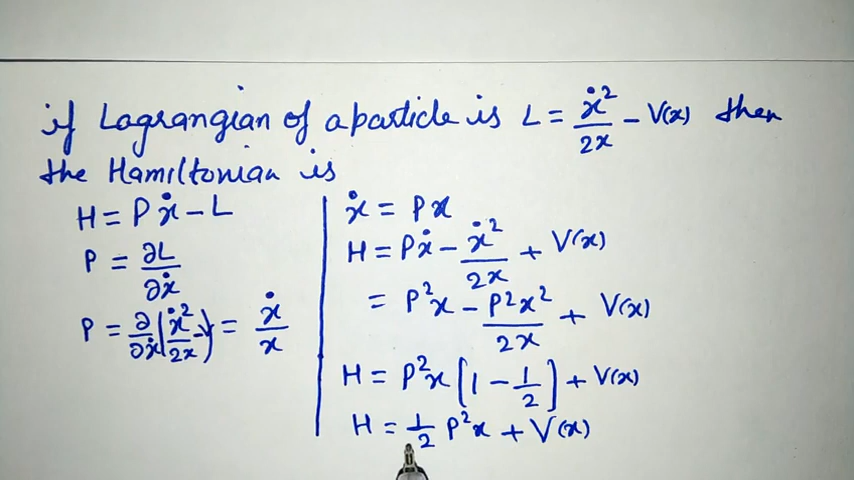 if Lagrangian of a particle is L = ẋ²/2x - V(x) then
the Hamiltonian is
H = Pẋ - L
P = ∂L/∂ẋ
P = ∂/∂ẋ (ẋ²/2x - V) = ẋ/x
ẋ = Px
H = Pẋ - ẋ²/2x + V(x)
= P²x - P²x²/2x + V(x)
H = P²x [1 - 1/2] + V(x)
H = 1/2 P²x + V(x)